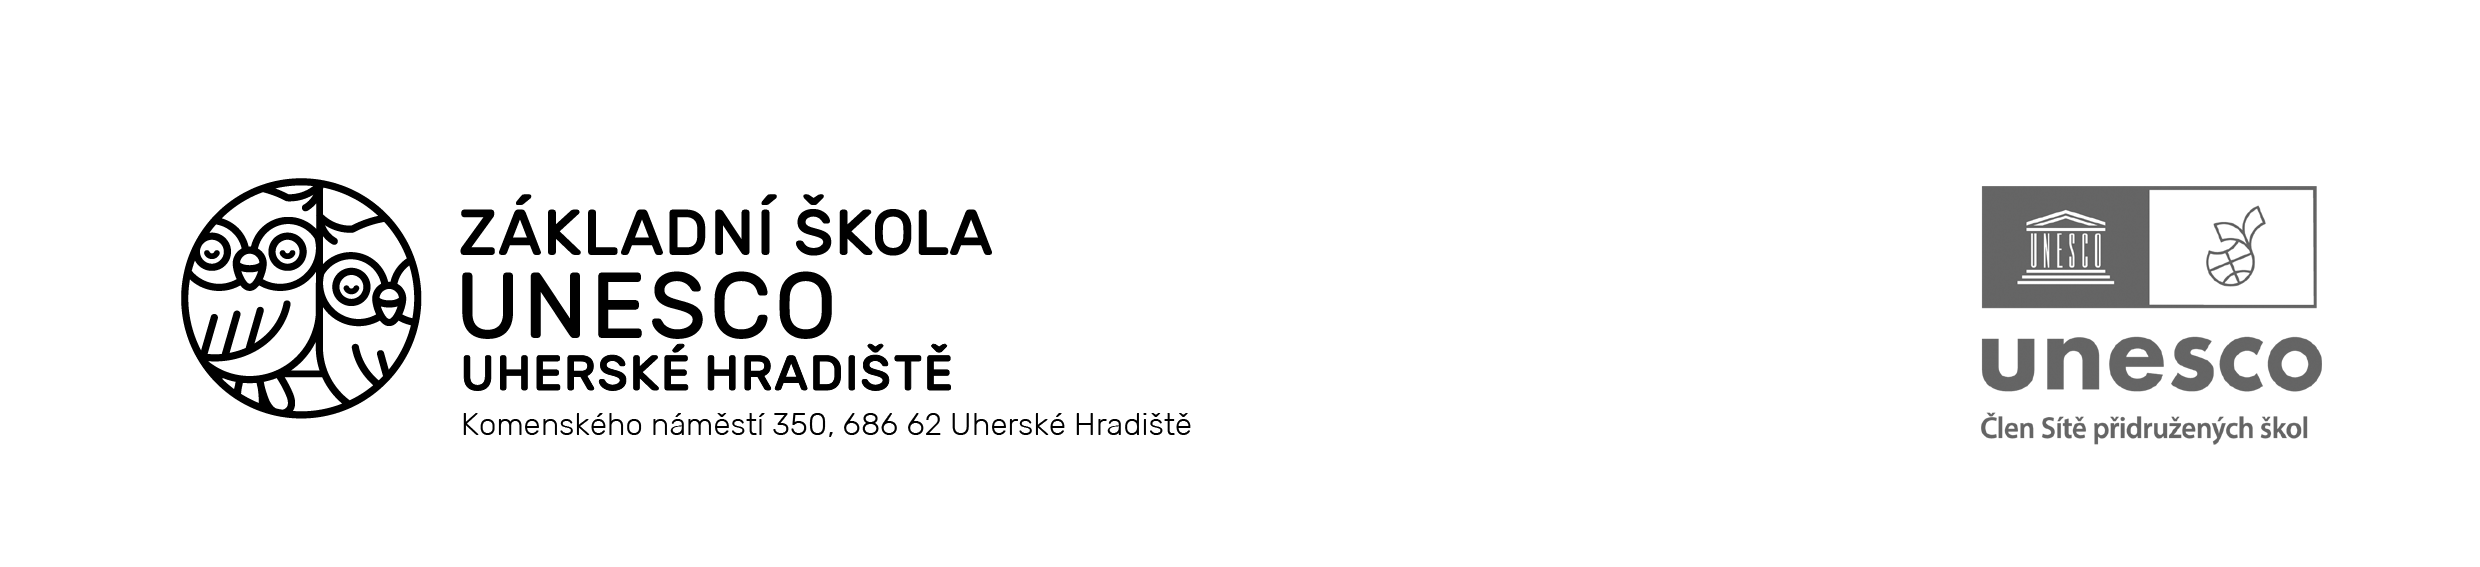 ZÁKLADNÍ ŠKOLA
UNESCO
UHERSKÉ HRADIŠTĚ
Komenského náměstí 350, 686 62 Uherské Hradiště
UNESCO
unesco
Člen Sítě přidružených škol